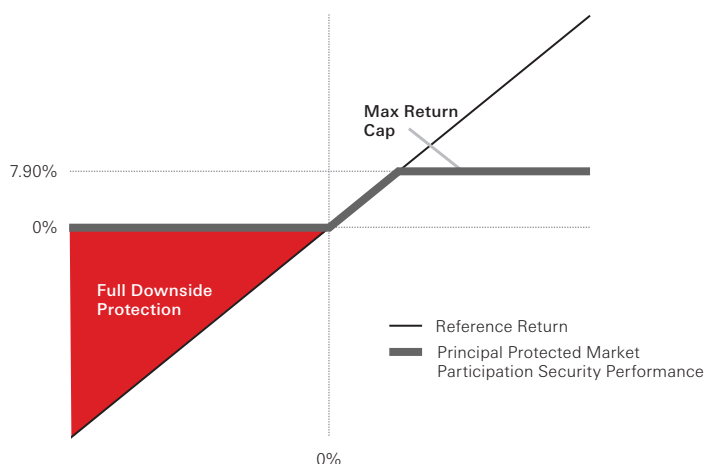 Max Return
Cap
7.90%
0%
Full Downside
Protection
Reference Return
Principal Protected Market
Participation Security Performance
0%